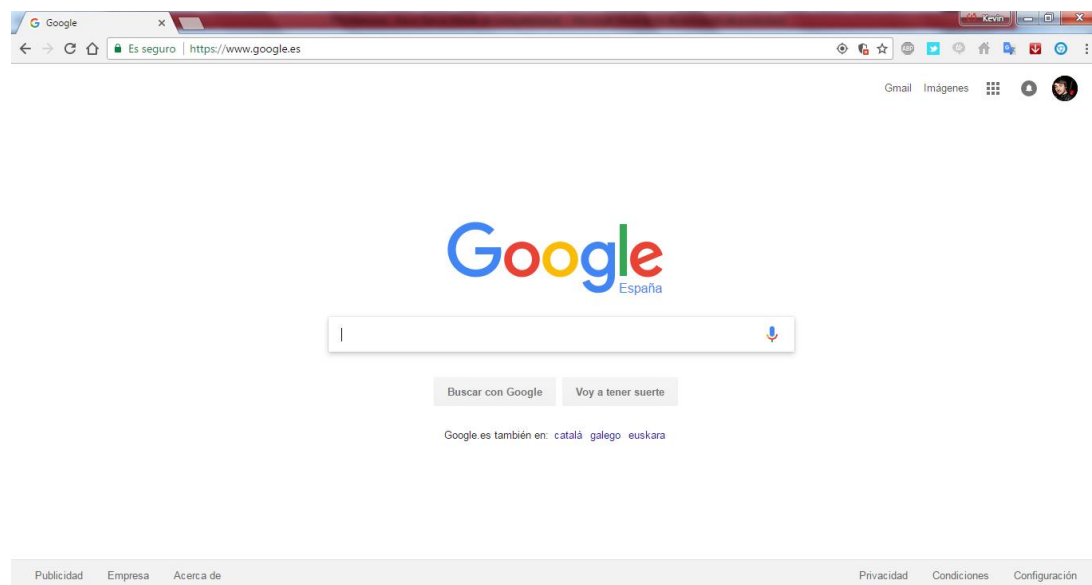 Google
Kevin
Es seguro | https://www.google.es
ABP
Gmail Imágenes
Google
España
Buscar con Google Voy a tener suerte
Google.es también en: català galego euskara
Publicidad Empresa Acerca de Privacidad Condiciones Configuración